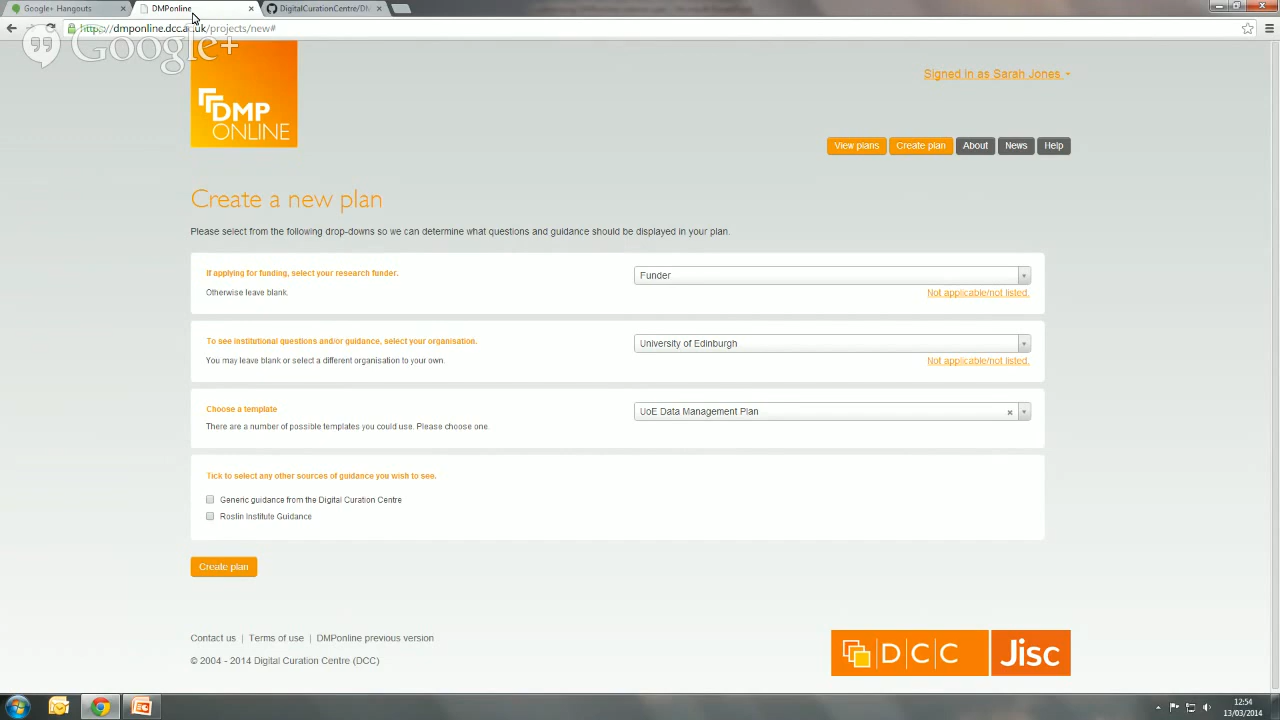 Google+ Hangouts
DMPonline
DigitalCurationCentre/DM
https://dmponline.dcc.ac.uk/projects/new#
Google+
DMP
ONLINE
Signed in as Sarah Jones
View plans
Create plan
About
News
Help
Create a new plan
Please select from the following drop-downs so we can determine what questions and guidance should be displayed in your plan.
If applying for funding, select your research funder.
Funder
Otherwise leave blank.
Not applicable/not listed.
To see institutional questions and/or guidance, select your organisation.
University of Edinburgh
You may leave blank or select a different organisation to your own.
Not applicable/not listed.
Choose a template
UoE Data Management Plan
There are a number of possible templates you could use. Please choose one.
Tick to select any other sources of guidance you wish to see.
Generic guidance from the Digital Curation Centre
Roslin Institute Guidance
Create plan
Contact us | Terms of use | DMPonline previous version
© 2004 - 2014 Digital Curation Centre (DCC)
D|C|C
Jisc
12:54
13/03/2014